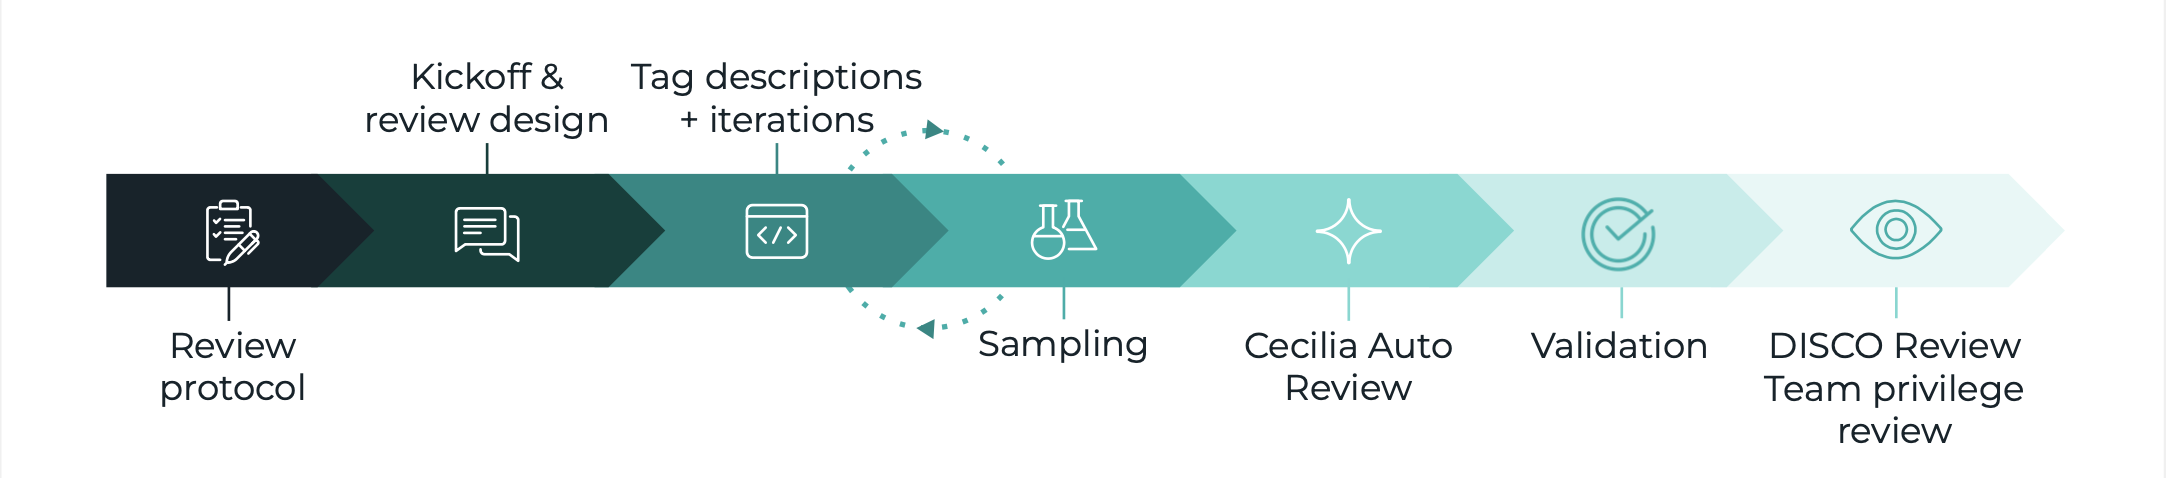 Review
protocol
Kickoff &
review design
Tag descriptions
+ iterations
</>
Sampling
Cecilia Auto
Review
Validation
DISCO Review
Team privilege
review